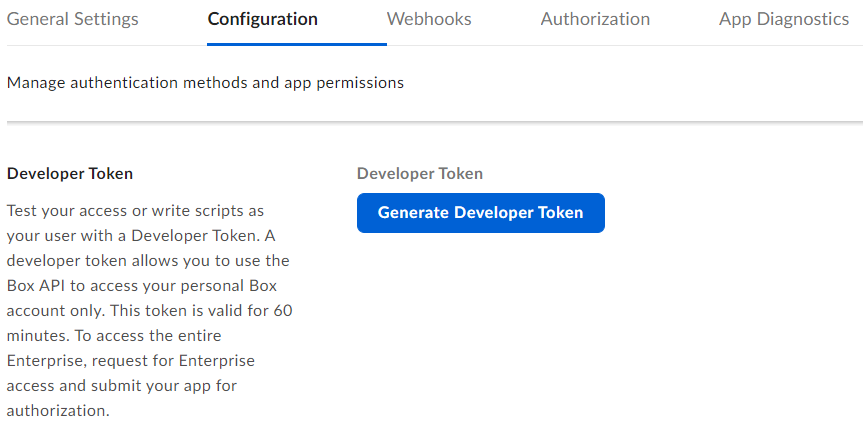 General Settings Configuration Webhooks Authorization App Diagnostics
Manage authentication methods and app permissions
Developer Token
Test your access or write scripts as
your user with a Developer Token. A
developer token allows you to use the
Box API to access your personal Box
account only. This token is valid for 60
minutes. To access the entire
Enterprise, request for Enterprise
access and submit your app for
authorization.
Developer Token
Generate Developer Token